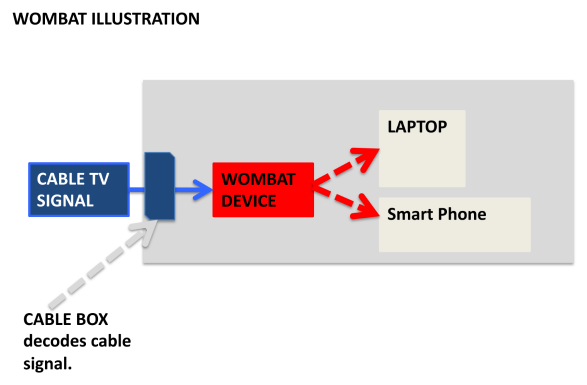 WOMBAT ILLUSTRATION
LAPTOP
CABLE TV
SIGNAL
WOMBAT
DEVICE
Smart Phone
CABLE BOX
decodes cable
signal.